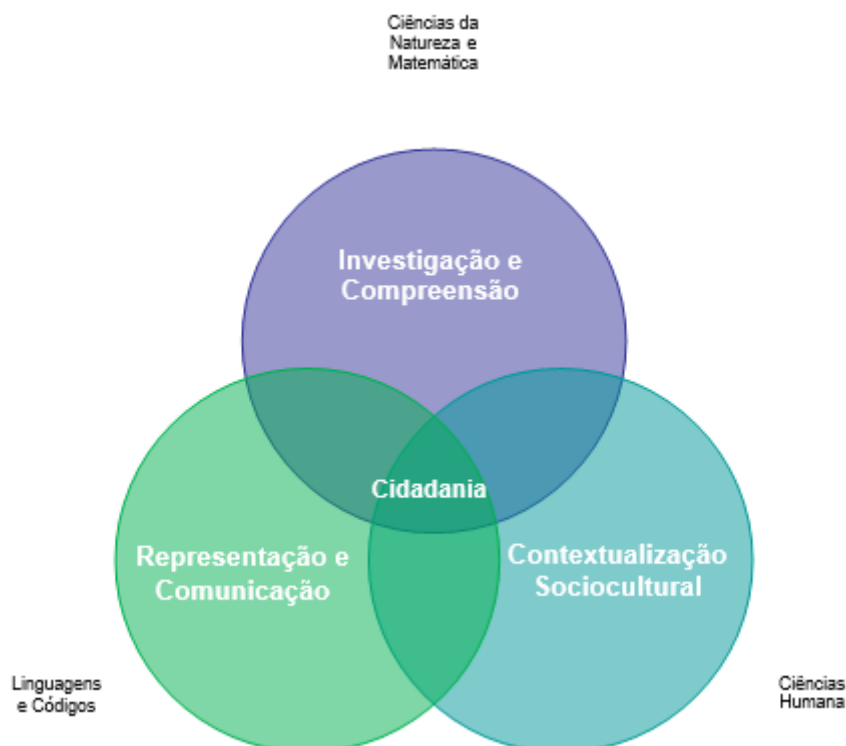 Ciências da
Natureza e
Matemática
Investigação e
Compreensão
Cidadania
Representação e
Comunicação
Contextualização
Sociocultural
Linguagens
e Códigos
Ciências
Humana